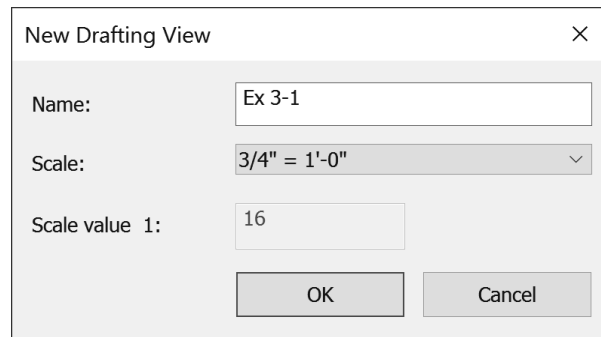 New Drafting View
Name:
Ex 3-1
Scale:
3/4" = 1'-0"
Scale value 1:
16
OK
Cancel